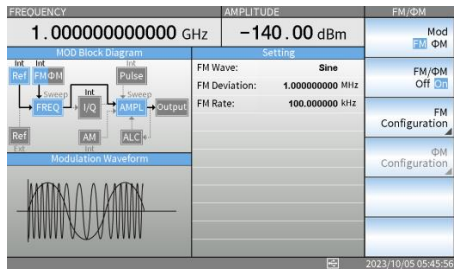 FREQUENCY AMPLITUDE FM/ΦM
1.000000000000 GHz -140.00 dBm
MOD Block Diagram
Int Int Int
Ref FMΦM Pulse
Sweep Int Sweep
FREQ I/Q AMPL Output
Ref AM ALC
Ext Int
Modulation Waveform
Setting
FM Wave: Sine
FM Deviation: 1.000000000 MHz
FM Rate: 100.000000 kHz
Mod
FM ΦM
FM/ΦM
Off On
FM
Configuration
ΦM
Configuration
2023/10/05 05:45:56